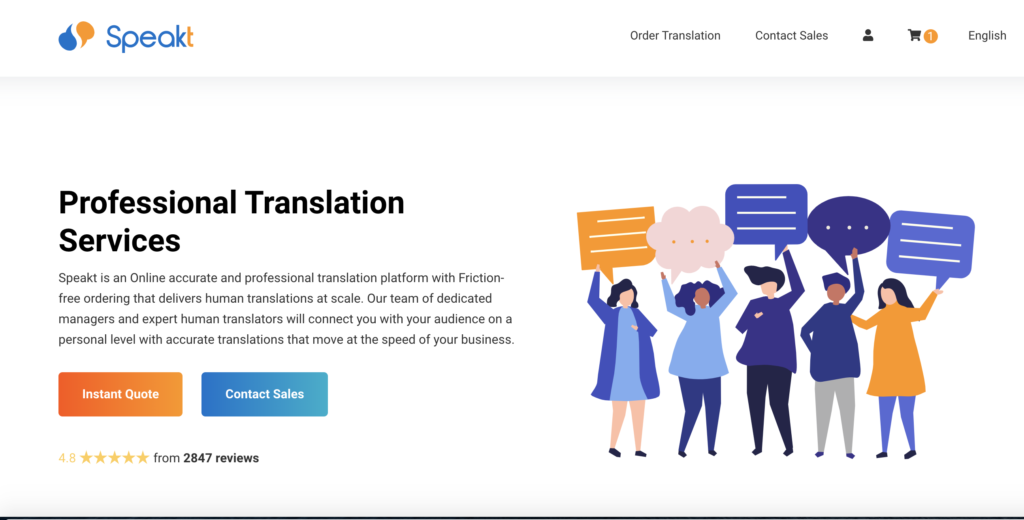 Speakt
Order Translation
Contact Sales
1
English
Professional Translation
Services
Speakt is an Online accurate and professional translation platform with Friction-
free ordering that delivers human translations at scale. Our team of dedicated
managers and expert human translators will connect you with your audience on a
personal level with accurate translations that move at the speed of your business.
Instant Quote
Contact Sales
4.8 ★★★★★ from 2847 reviews